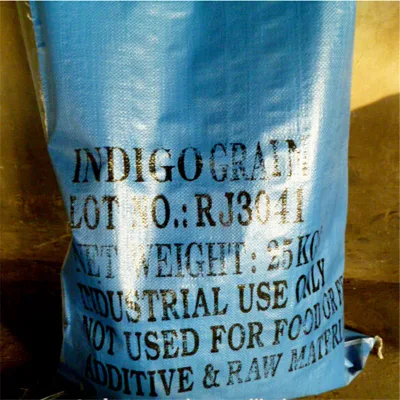 INDIGO GRAIN
LOT NO.: RJ3041
NET WEIGHT: 25KG
INDUSTRIAL USE ONLY
NOT USED FOR FOOD OR
ADDITIVE & RAW